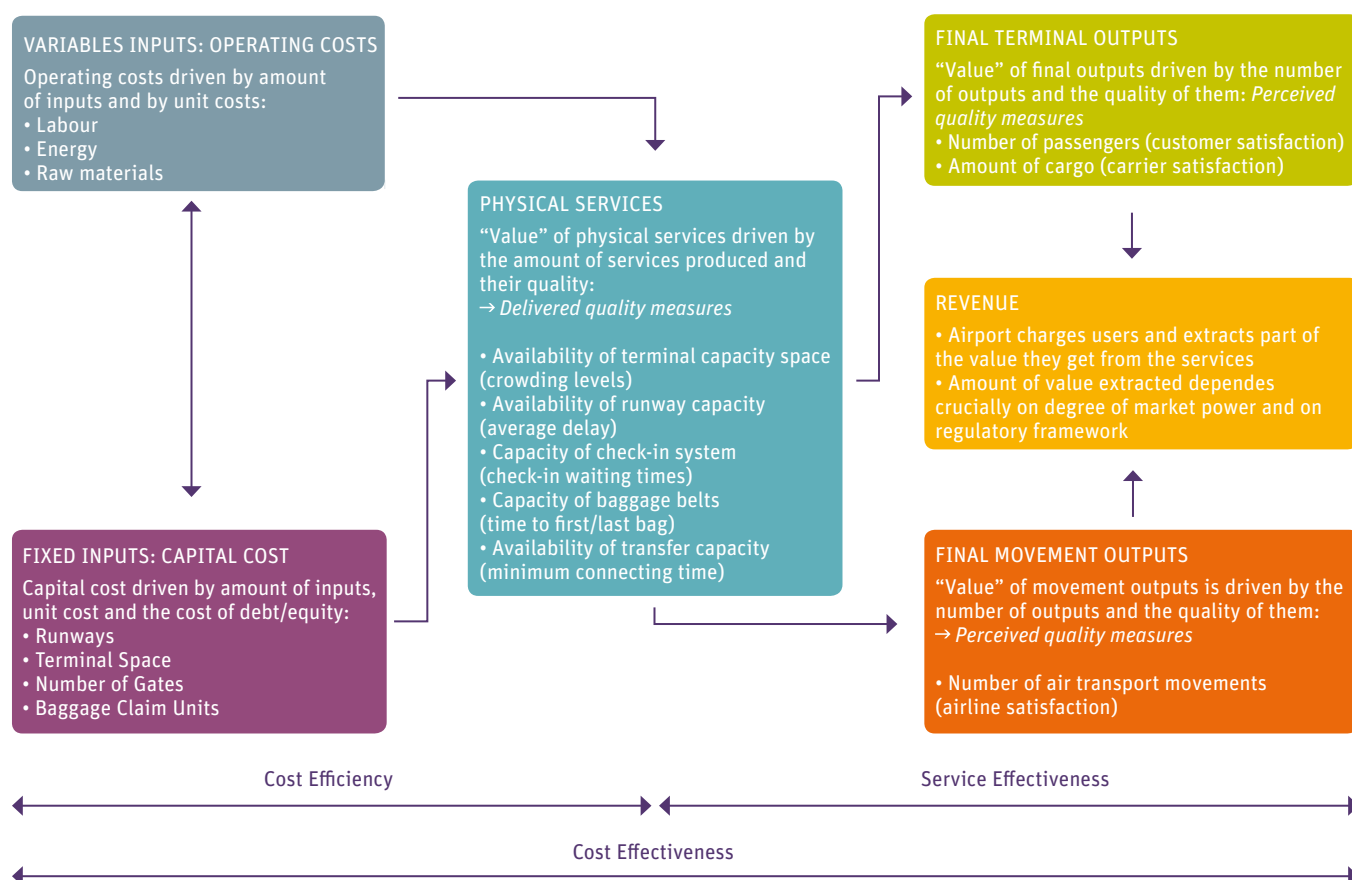 VARIABLES INPUTS: OPERATING COSTS
Operating costs driven by amount
of inputs and by unit costs:
• Labour
• Energy
• Raw materials
FIXED INPUTS: CAPITAL COST
Capital cost driven by amount of inputs,
unit cost and the cost of debt/equity:
• Runways
• Terminal Space
• Number of Gates
• Baggage Claim Units
PHYSICAL SERVICES
“Value” of physical services driven by
the amount of services produced and
their quality:
→ Delivered quality measures
• Availability of terminal capacity space
(crowding levels)
• Availability of runway capacity
(average delay)
• Capacity of check-in system
(check-in waiting times)
• Capacity of baggage belts
(time to first/last bag)
• Availability of transfer capacity
(minimum connecting time)
FINAL TERMINAL OUTPUTS
“Value” of final outputs driven by the number
of outputs and the quality of them: Perceived
quality measures
• Number of passengers (customer satisfaction)
• Amount of cargo (carrier satisfaction)
REVENUE
• Airport charges users and extracts part of
the value they get from the services
• Amount of value extracted dependes
crucially on degree of market power and on
regulatory framework
FINAL MOVEMENT OUTPUTS
“Value” of movement outputs is driven by the
number of outputs and the quality of them:
→ Perceived quality measures
• Number of air transport movements
(airline satisfaction)
Cost Efficiency
Service Effectiveness
Cost Effectiveness